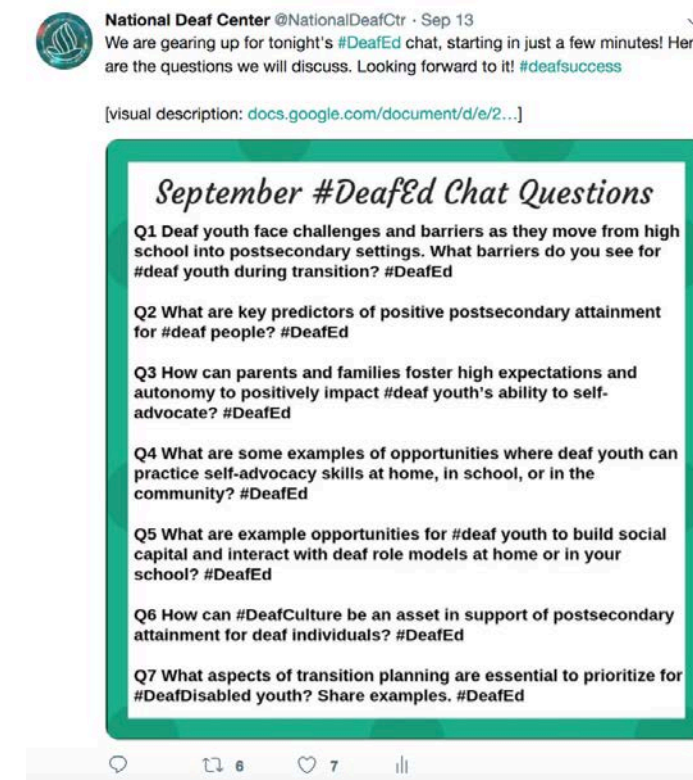 National Deaf Center @NationalDeafCtr · Sep 13
We are gearing up for tonight's #DeafEd chat, starting in just a few minutes! Her
are the questions we will discuss. Looking forward to it! #deafsuccess
[visual description: docs.google.com/document/d/e/2…]
September #DeafEd Chat Questions
Q1 Deaf youth face challenges and barriers as they move from high
school into postsecondary settings. What barriers do you see for
#deaf youth during transition? #DeafEd
Q2 What are key predictors of positive postsecondary attainment
for #deaf people? #DeafEd
Q3 How can parents and families foster high expectations and
autonomy to positively impact #deaf youth's ability to self-
advocate? #DeafEd
Q4 What are some examples of opportunities where deaf youth can
practice self-advocacy skills at home, in school, or in the
community? #DeafEd
Q5 What are example opportunities for #deaf youth to build social
capital and interact with deaf role models at home or in your
school? #DeafEd
Q6 How can #DeafCulture be an asset in support of postsecondary
attainment for deaf individuals? #DeafEd
Q7 What aspects of transition planning are essential to prioritize for
#DeafDisabled youth? Share examples. #DeafEd
6 7